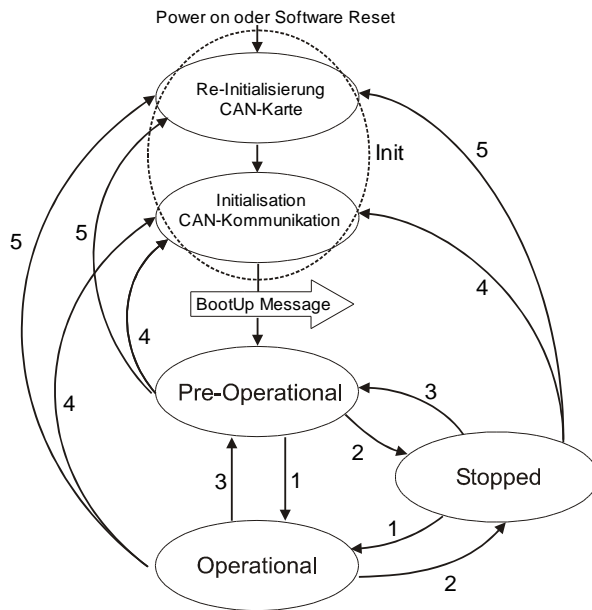 Power on oder Software Reset
Re-Initialisierung
CAN-Karte
5
5
Init
Initialisation
CAN-Kommunikation
5
5
4
BootUp Message
4
3
Pre-Operational
4
2
Stopped
3
1
1
Operational
2